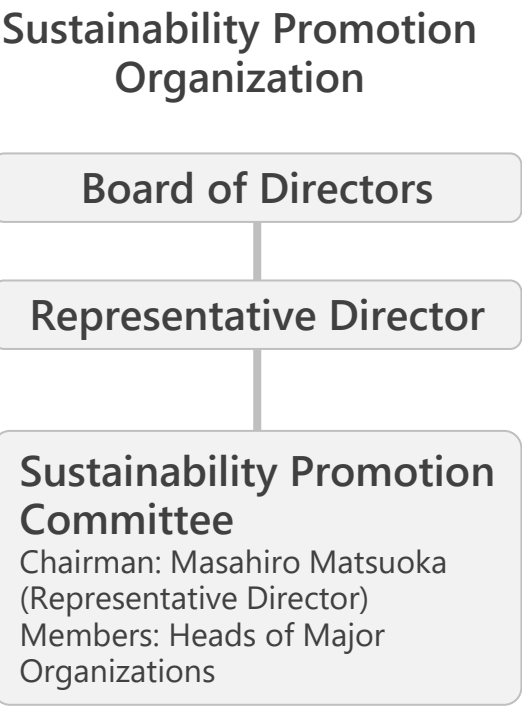 Sustainability Promotion
Organization
Board of Directors
Representative Director
Sustainability Promotion
Committee
Chairman: Masahiro Matsuoka
(Representative Director)
Members: Heads of Major
Organizations